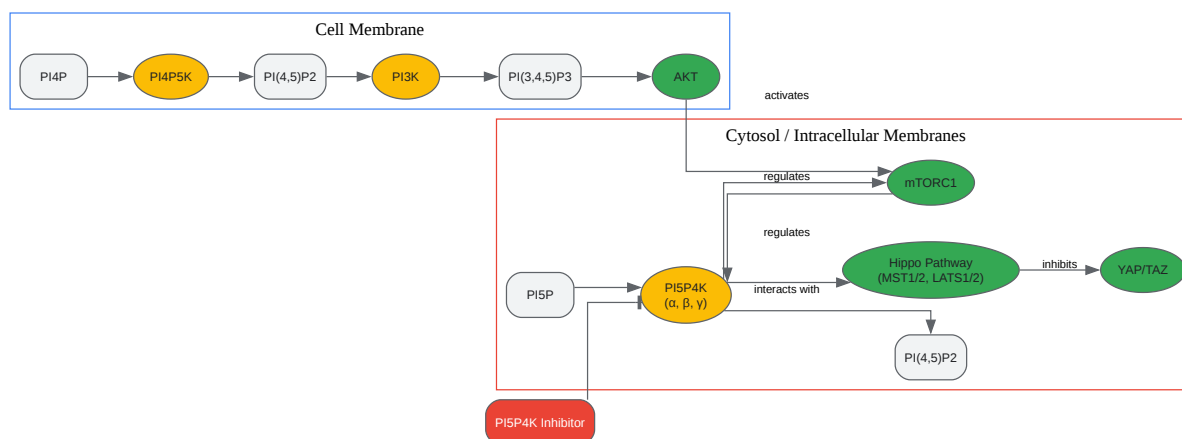 Cell Membrane
PI4P
PI4P5K
PI(4,5)P2
PI3K
PI(3,4,5)P3
AKT
activates
Cytosol / Intracellular Membranes
regulates
mTORC1
regulates
Hippo Pathway
(MST1/2, LATS1/2)
inhibits
YAP/TAZ
PI5P
PI5P4K
(α, β, γ)
interacts with
PI(4,5)P2
PI5P4K Inhibitor